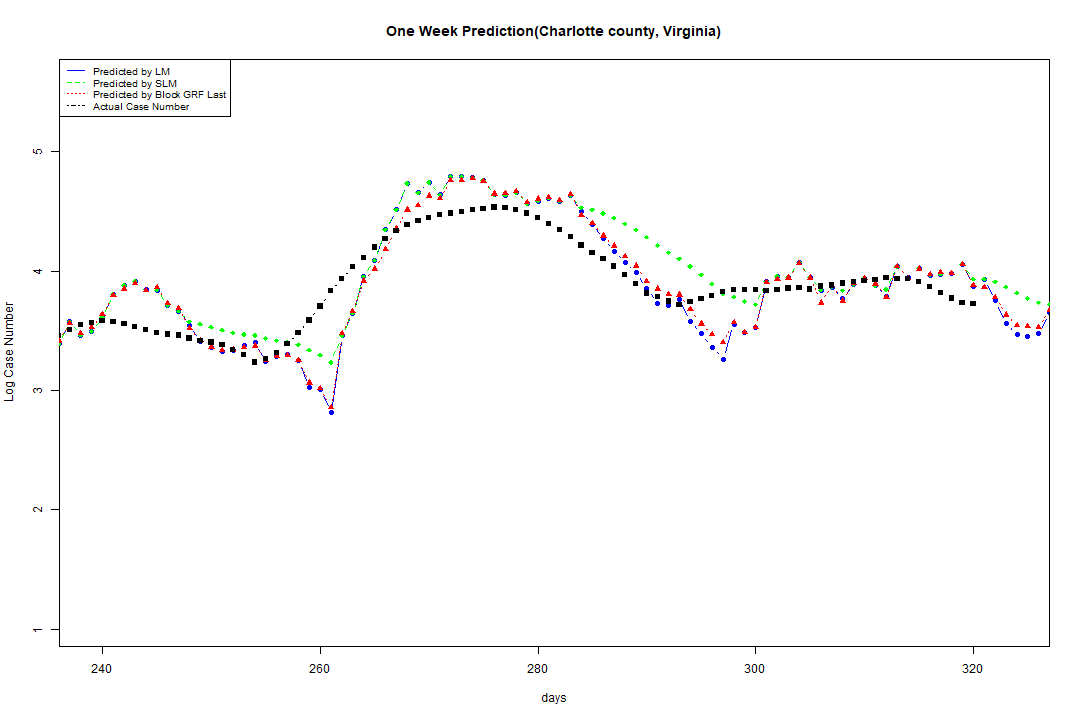 One Week Prediction(Charlotte county, Virginia)
Predicted by LM
Predicted by SLM
Predicted by Block GRF Last
Actual Case Number
5
4
3
2
1
Log Case Number
240 260 280 300 320
days